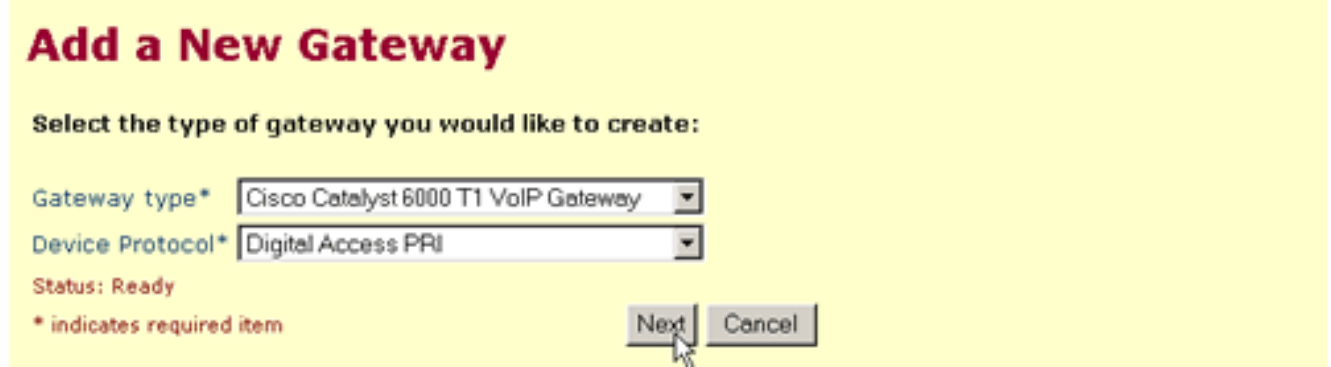 Add a New Gateway
Select the type of gateway you would like to create:
Gateway type* Cisco Catalyst 6000 T1 VoIP Gateway
Device Protocol* Digital Access PRI
Status: Ready
* indicates required item Next Cancel